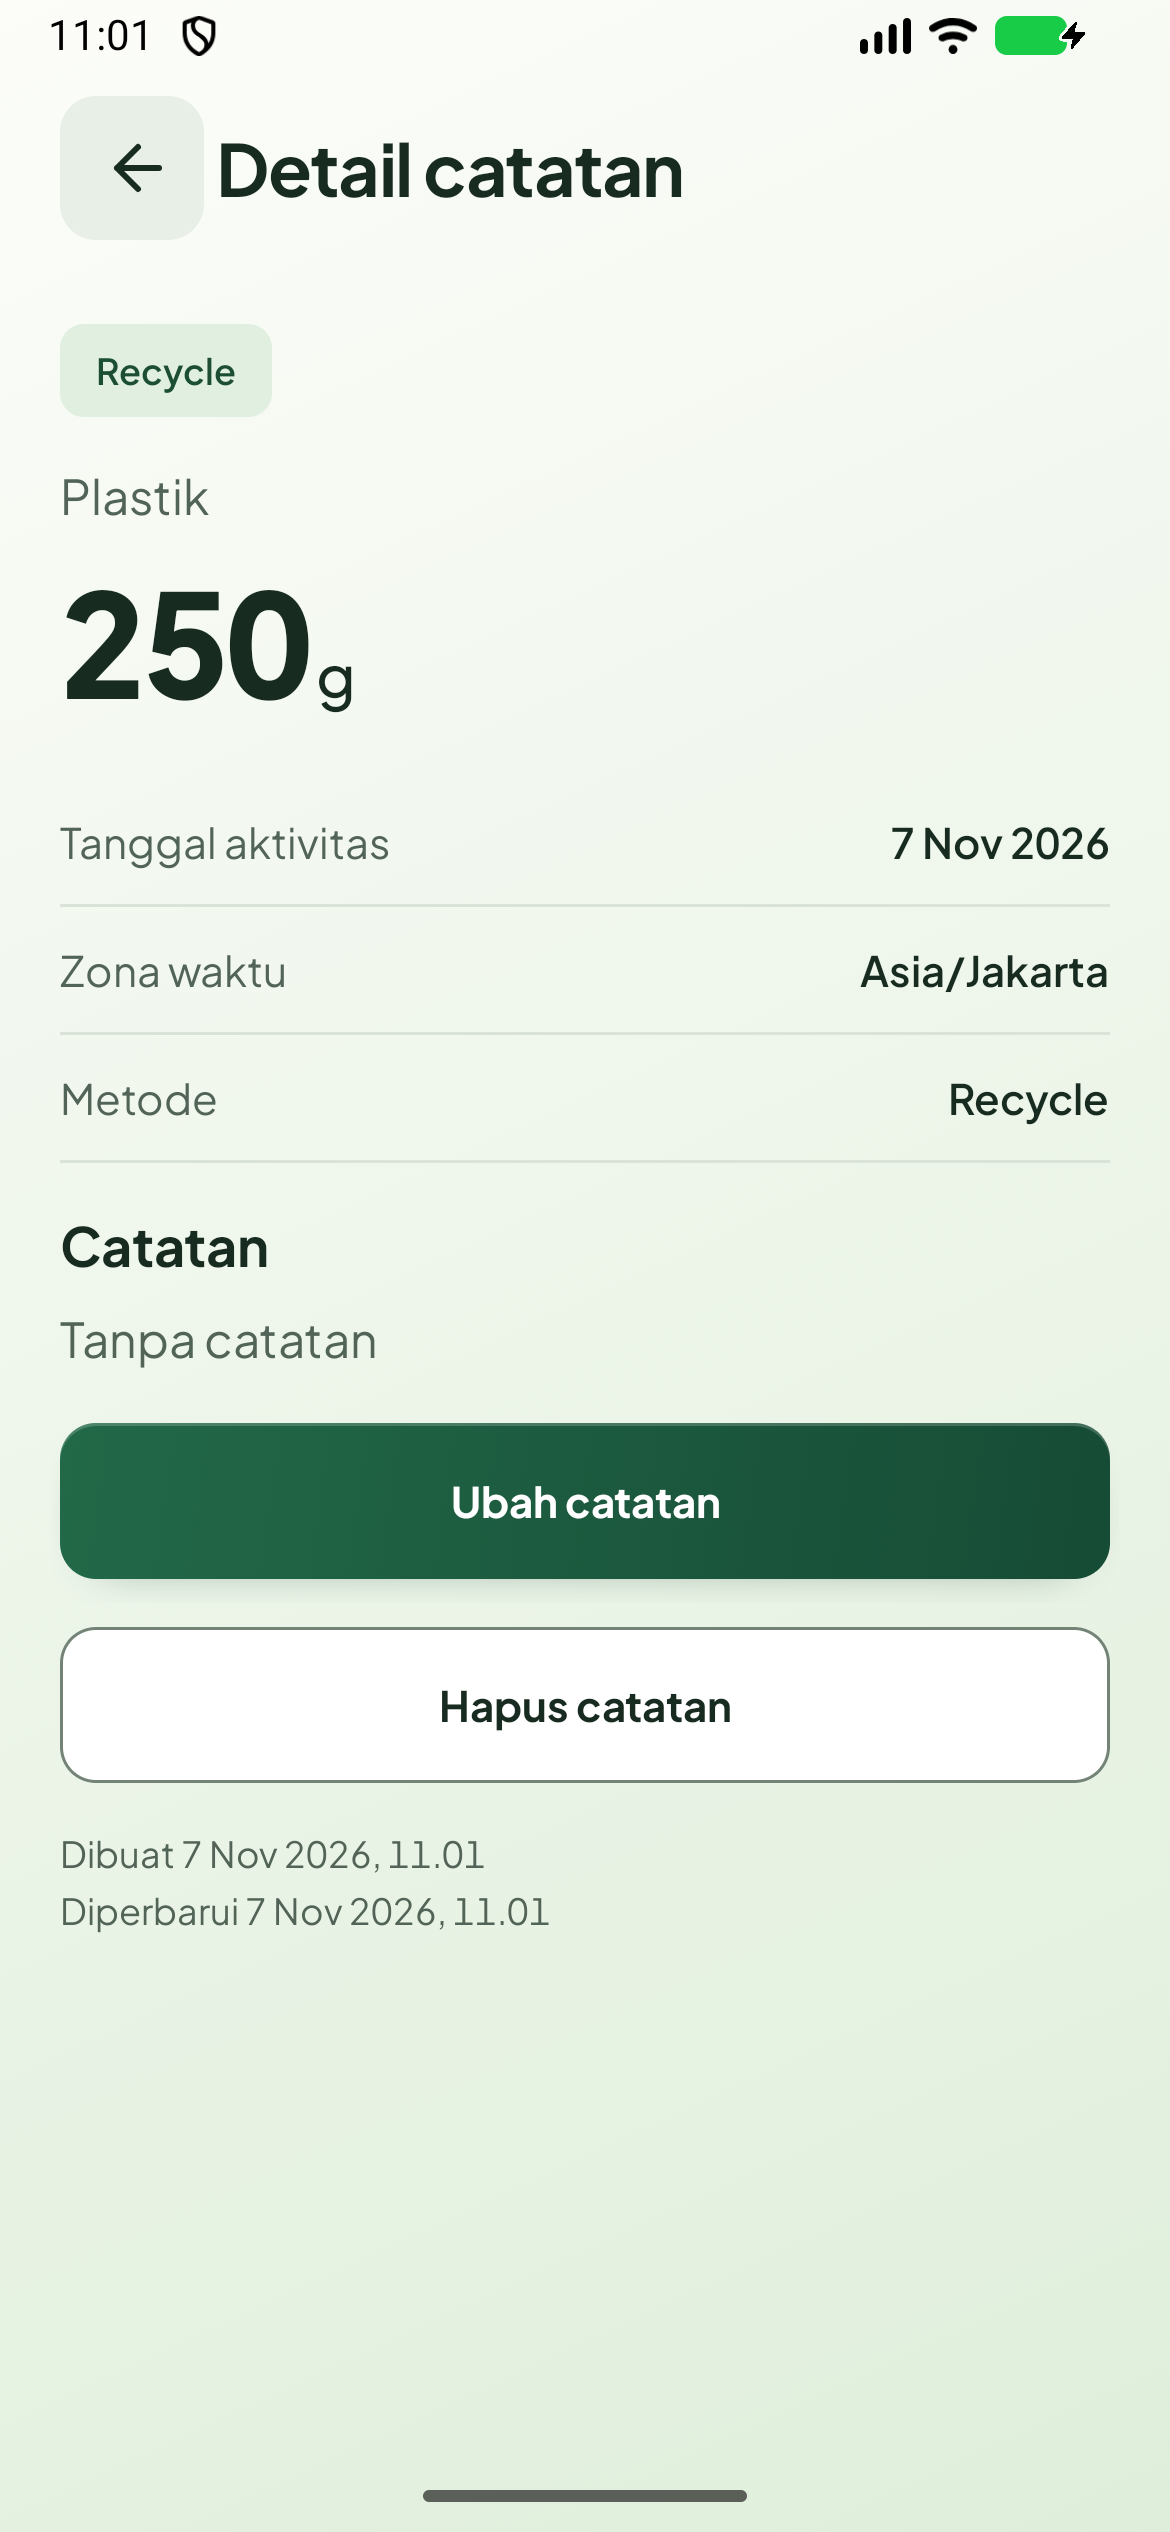 11:01
Detail catatan
Recycle
Plastik
250 g
Tanggal aktivitas 7 Nov 2026
Zona waktu Asia/Jakarta
Metode Recycle
Catatan
Tanpa catatan
Ubah catatan
Hapus catatan
Dibuat 7 Nov 2026, 11.01
Diperbarui 7 Nov 2026, 11.01